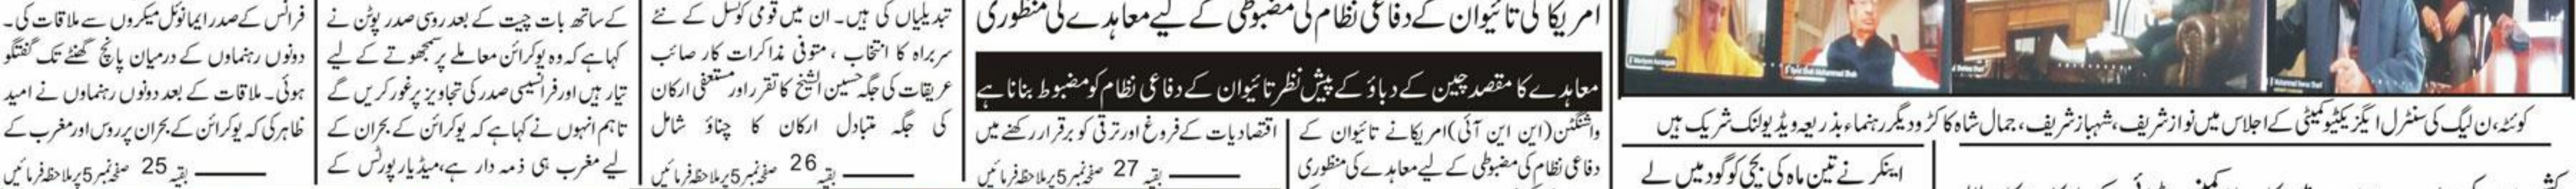 کوئٹہ، ن لیگ کی سنٹرل ایگزیکٹیو کمیٹی کے اجلاس میں نواز شریف، شہباز شریف، جمال شاہ کاکڑ و دیگر رہنماء بذریعہ ویڈیو لنک شریک ہیں
اینکر نے تین ماہ کی بچی کو گود میں لے
امریکا کی تائیوان کے دفاعی نظام کی مضبوطی کے لیے معاہدے کی منظوری
معاہدے کا مقصد چین کے دباؤ کے پیش نظر تائیوان کے دفاعی نظام کو مضبوط بنانا ہے
واشنگٹن (این این آئی) امریکا نے تائیوان کے
دفاعی نظام کی مضبوطی کے لیے معاہدے کی منظوری
اقتصادیات کے فروغ اور ترقی کو برقرار رکھنے میں
بقیہ 27 صفحہ نمبر 5 پر ملاحظہ فرمائیں
تبدیلیاں کی ہیں۔ ان میں قومی کونسل کے نئے
سربراہ کا انتخاب، متوفی مذاکرات کار صائب
عریقات کی جگہ حسین الشیخ کا تقرر اور مستعفی ارکان
کی جگہ متبادل ارکان کا چناؤ شامل
بقیہ 26 صفحہ نمبر 5 پر ملاحظہ فرمائیں
کے ساتھ بات چیت کے بعد روسی صدر پوٹن نے
کہا ہے کہ وہ یوکرائن معاملے پر سمجھوتے کے لیے
تیار ہیں اور فرانسیسی صدر کی تجاویز پر غور کریں گے
تاہم انہوں نے کہا ہے کہ یوکرائن کے بحران کے
لیے مغرب ہی ذمہ دار ہے، میڈیا رپورٹس کے
فرانس کے صدر ایمانوئل میکروں سے ملاقات کی۔
دونوں رہنماوں کے درمیان پانچ گھنٹے تک گفتگو
ہوئی۔ ملاقات کے بعد دونوں رہنماوں نے امید
ظاہر کی کہ یوکرائن کے بحران پر روس اور مغرب کے
بقیہ 25 صفحہ نمبر 5 پر ملاحظہ فرمائیں